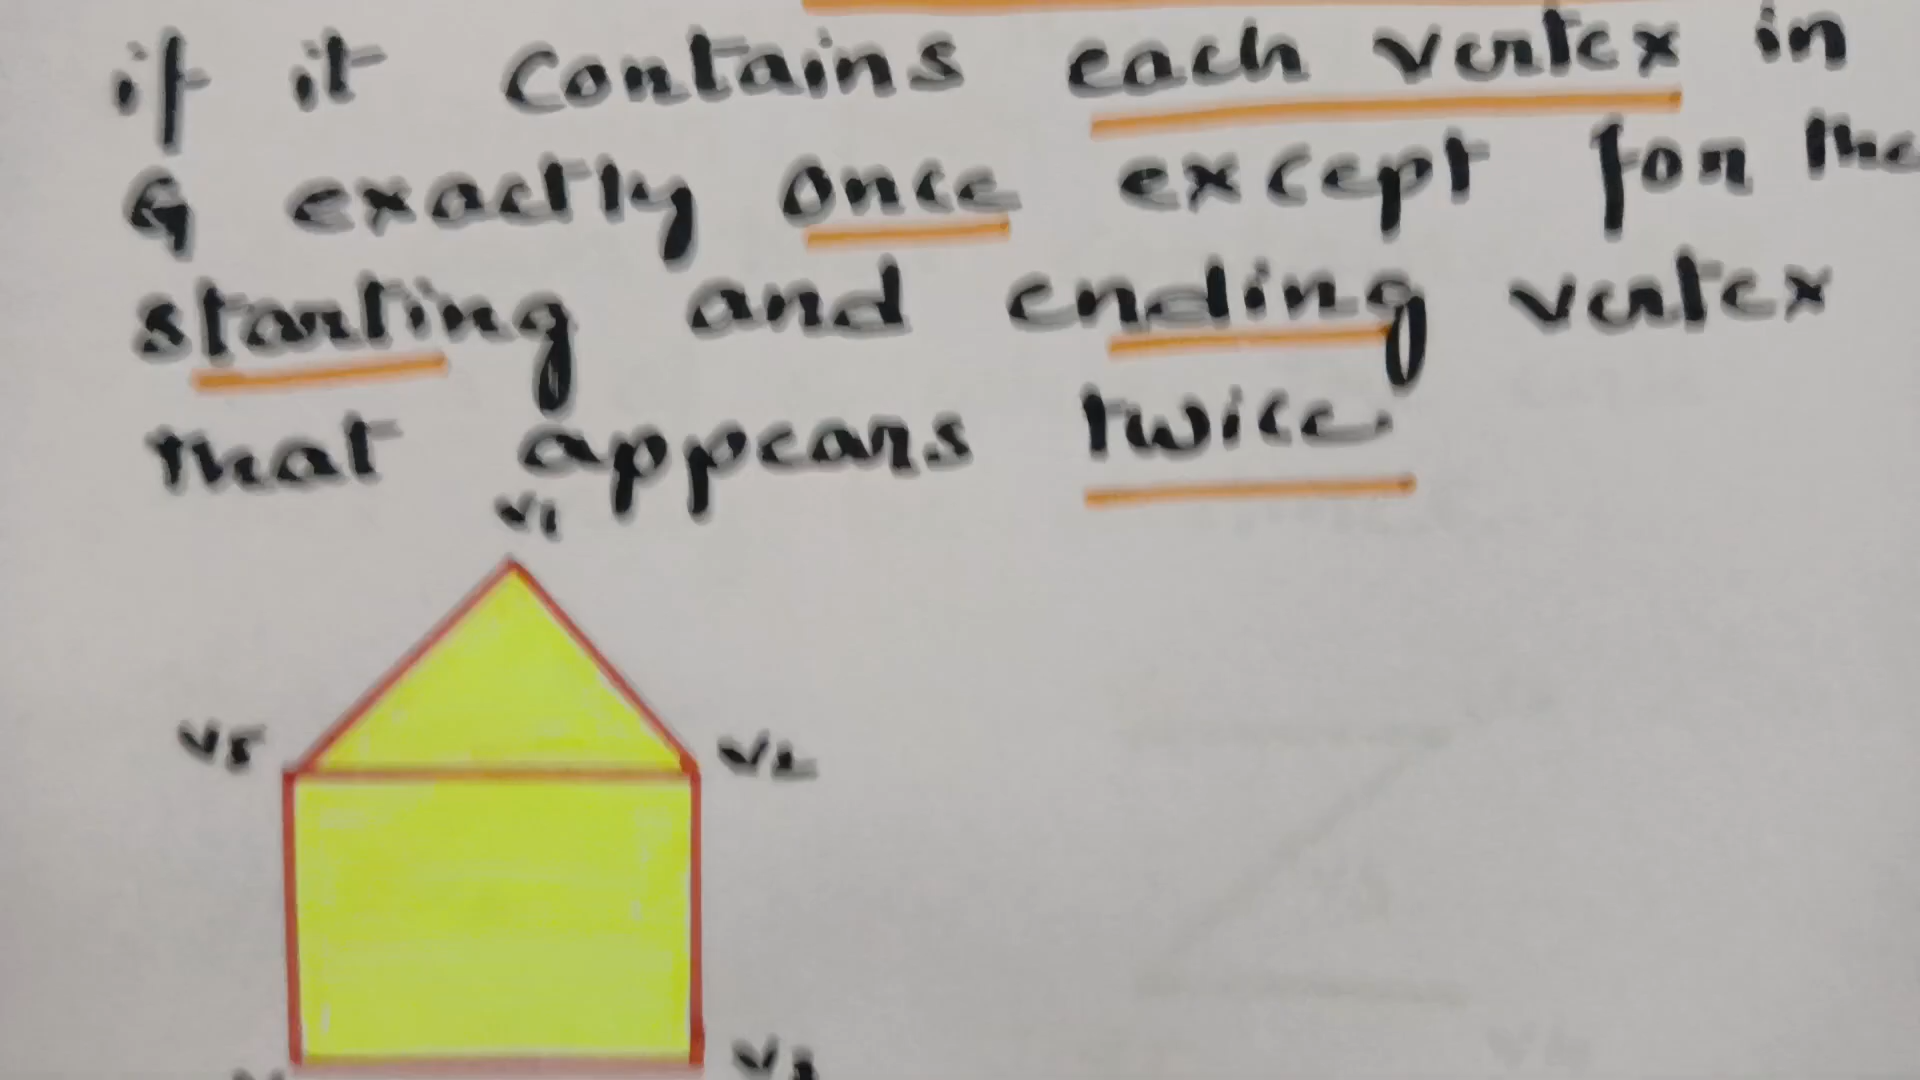 if it contains each vertex in
G exactly once except for the
starting and ending vertex
that appears twice.
v1
v5 v2
v3